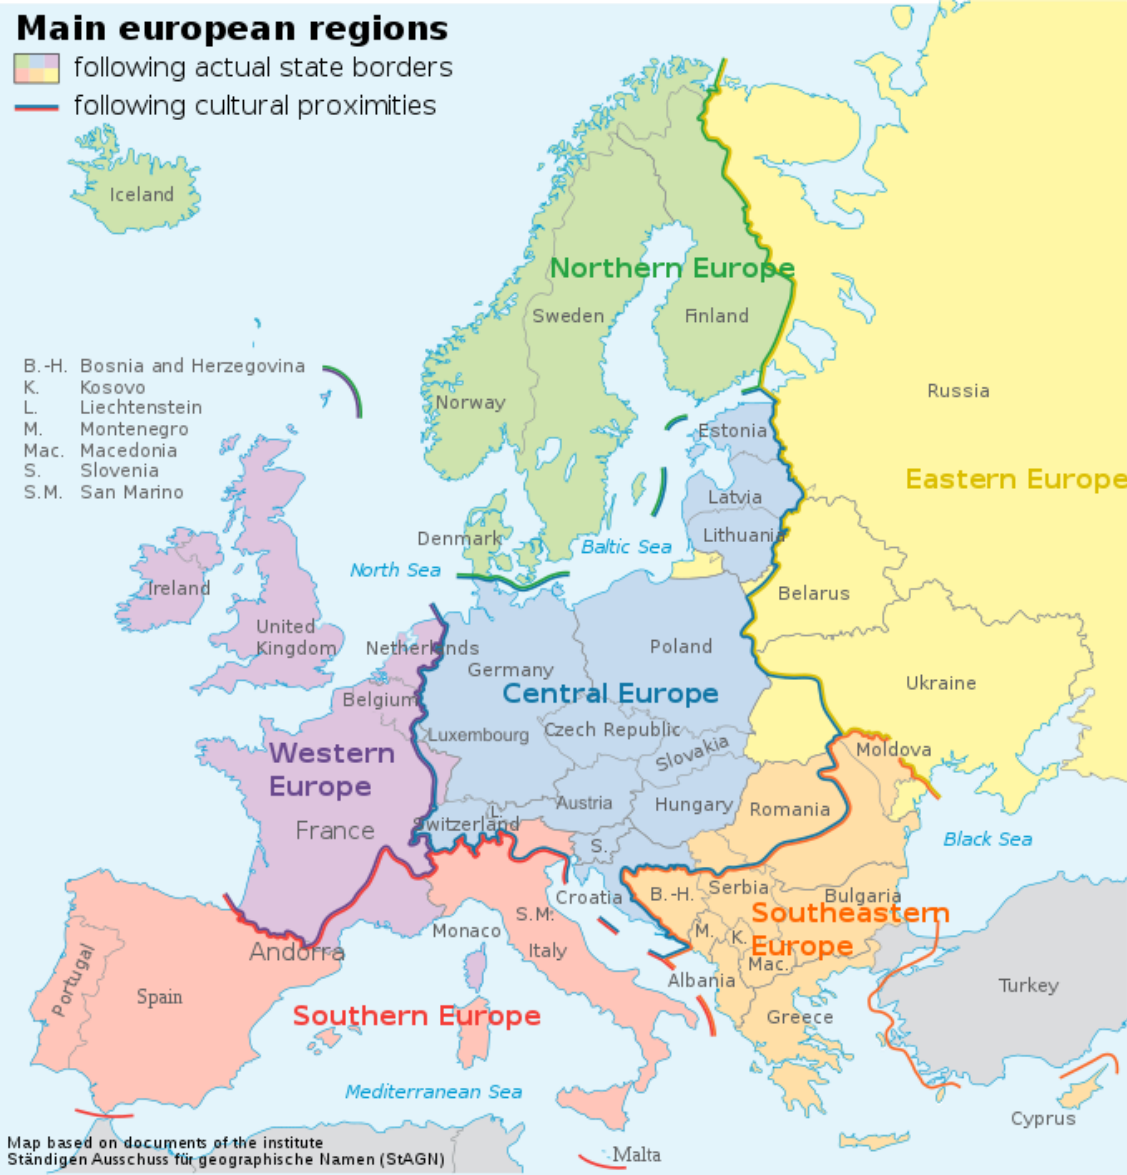 Main european regions
following actual state borders
following cultural proximities
Iceland
Northern Europe
Sweden
Finland
B.-H. Bosnia and Herzegovina
K. Kosovo
L. Liechtenstein
M. Montenegro
Mac. Macedonia
S. Slovenia
S.M. San Marino
Norway
Russia
Estonia
Eastern Europe
Latvia
Lithuania
Denmark
Baltic Sea
North Sea
Ireland
Belarus
United
Kingdom
Netherlands
Germany
Poland
Central Europe
Ukraine
Belgium
Luxembourg
Czech Republic
Slovakia
Moldova
Western
Europe
France
Switzerland
L.
Austria
Hungary
Romania
Black Sea
S.
Croatia
B.-H.
Serbia
Bulgaria
Southeastern
Europe
S.M.
Monaco
Italy
M.
K.
Mac.
Andorra
Albania
Portugal
Spain
Turkey
Southern Europe
Greece
Mediterranean Sea
Cyprus
Malta
Map based on documents of the institute
Ständigen Ausschuss für geographische Namen (StAGN)